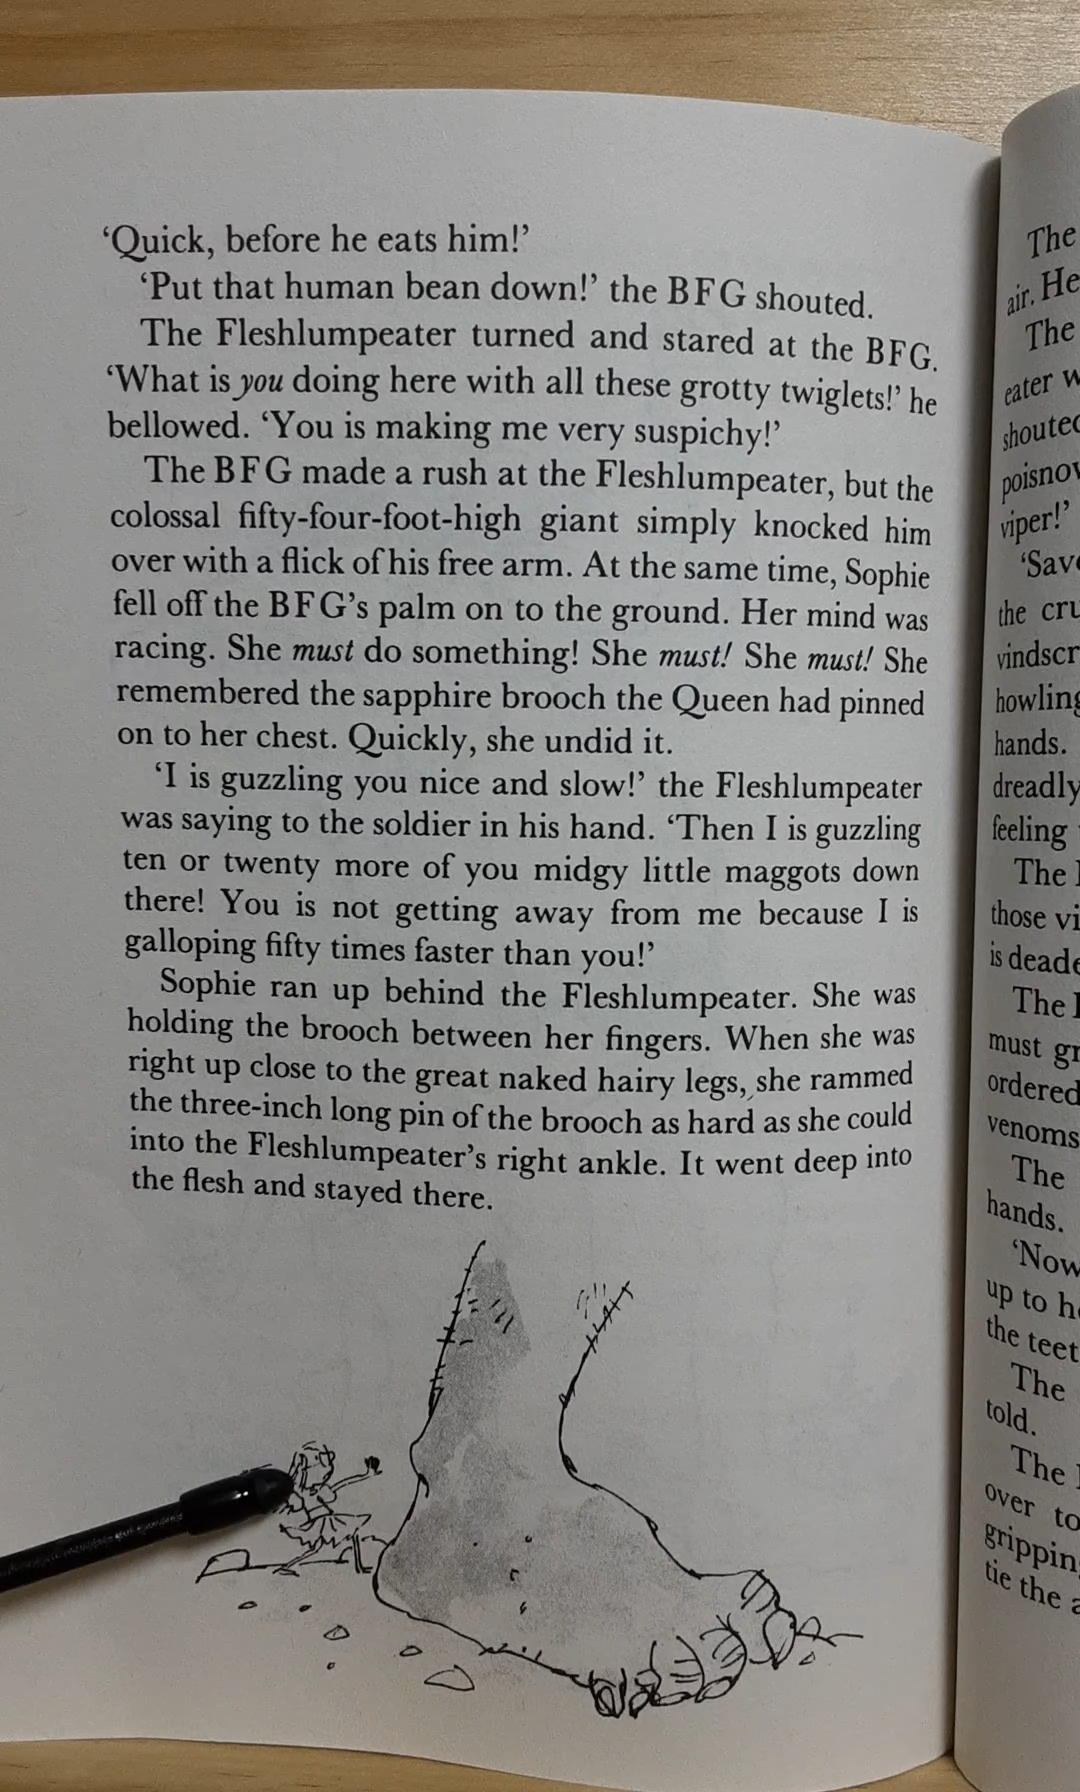 ‘Quick, before he eats him!’
‘Put that human bean down!’ the BFG shouted.
The Fleshlumpeater turned and stared at the BFG.
‘What is you doing here with all these grotty twiglets!’ he
bellowed. ‘You is making me very suspichy!’
The BFG made a rush at the Fleshlumpeater, but the
colossal fifty-four-foot-high giant simply knocked him
over with a flick of his free arm. At the same time, Sophie
fell off the BFG’s palm on to the ground. Her mind was
racing. She must do something! She must! She must! She
remembered the sapphire brooch the Queen had pinned
on to her chest. Quickly, she undid it.
‘I is guzzling you nice and slow!’ the Fleshlumpeater
was saying to the soldier in his hand. ‘Then I is guzzling
ten or twenty more of you midgy little maggots down
there! You is not getting away from me because I is
galloping fifty times faster than you!’
Sophie ran up behind the Fleshlumpeater. She was
holding the brooch between her fingers. When she was
right up close to the great naked hairy legs, she rammed
the three-inch long pin of the brooch as hard as she could
into the Fleshlumpeater’s right ankle. It went deep into
the flesh and stayed there.
The
air. He
The
eater
viper!’
the
hands.
feeling
The
those
is
The
must
ordered
The
hands.
‘Now
up to
the
The
told.
The
over to
tie the